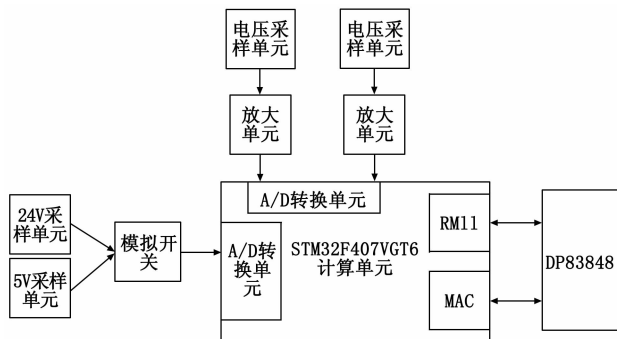 电压采
样单元
电压采
样单元
放大
单元
放大
单元
A/D转换单元
24V采
样单元
5V采样
单元
模拟开
关
A/D转
换单元
STM32F407VGT6
计算单元
RM11
MAC
DP83848